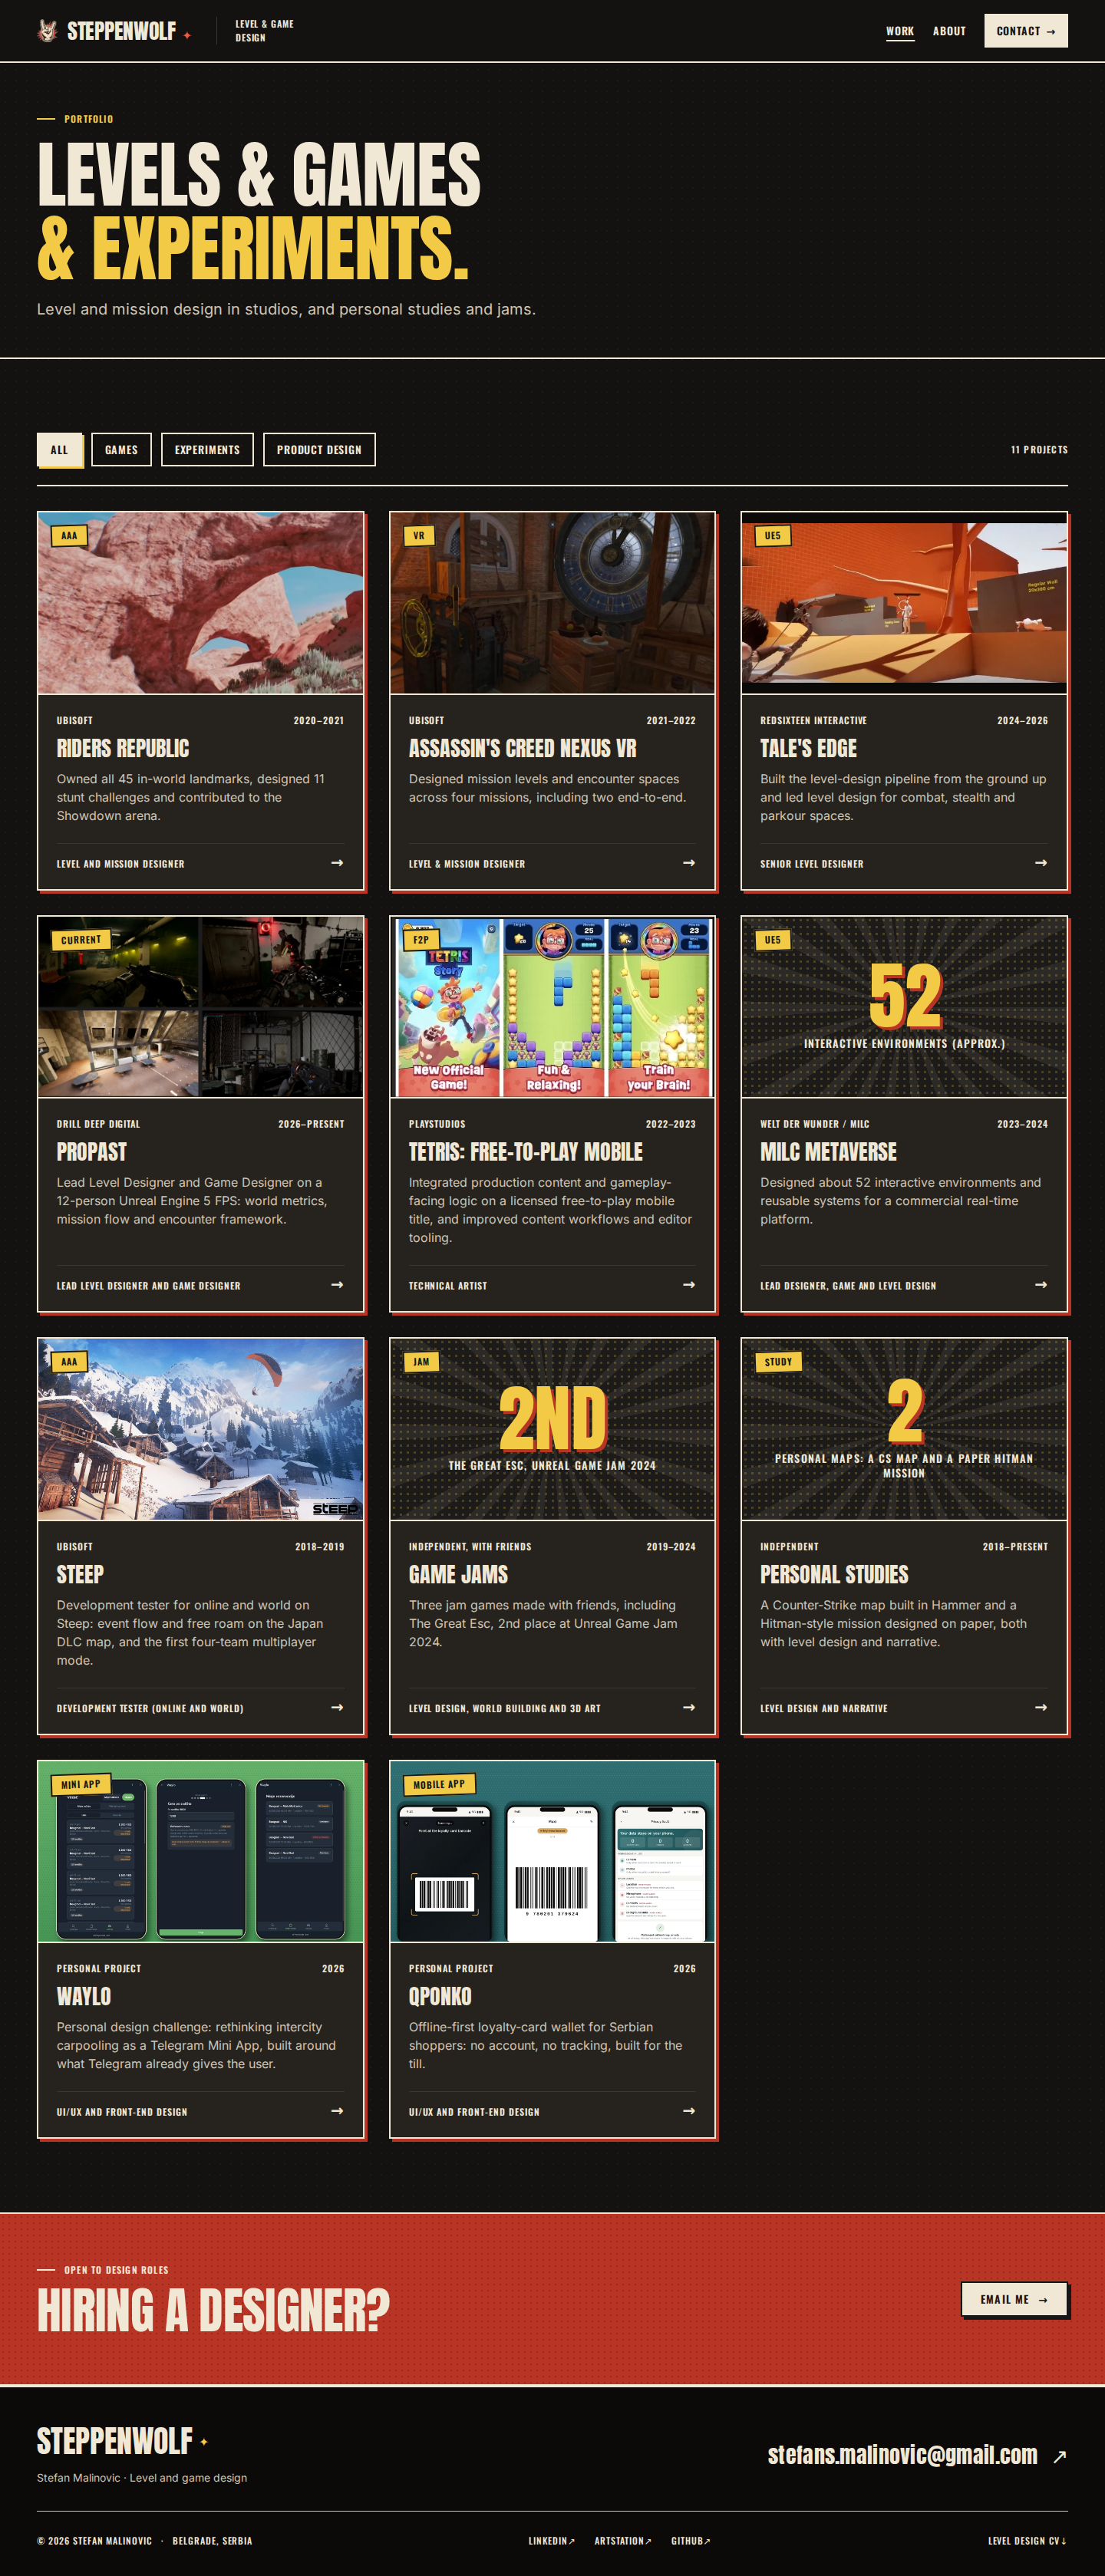 STEPPENWOLF
LEVEL & GAME
DESIGN
WORK
ABOUT
CONTACT →
PORTFOLIO
LEVELS & GAMES
& EXPERIMENTS.
Level and mission design in studios, and personal studies and jams.
ALL
GAMES
EXPERIMENTS
PRODUCT DESIGN
11 PROJECTS
AAA
UBISOFT
2020–2021
RIDERS REPUBLIC
Owned all 45 in-world landmarks, designed 11
stunt challenges and contributed to the
Showdown arena.
LEVEL AND MISSION DESIGNER →
VR
UBISOFT
2021–2022
ASSASSIN'S CREED NEXUS VR
Designed mission levels and encounter spaces
across four missions, including two end-to-end.
LEVEL & MISSION DESIGNER →
UE5
REDSIXTEEN INTERACTIVE
2024–2026
TALE'S EDGE
Built the level-design pipeline from the ground up
and led level design for combat, stealth and
parkour spaces.
SENIOR LEVEL DESIGNER →
CURRENT
DRILL DEEP DIGITAL
2026–PRESENT
PROPAST
Lead Level Designer and Game Designer on a
12-person Unreal Engine 5 FPS: world metrics,
mission flow and encounter framework.
LEAD LEVEL DESIGNER AND GAME DESIGNER →
F2P
TETRIS
Story
New Official
Game!
25
Fun &
Relaxing!
23
Train
your Brain!
PLAYSTUDIOS
2022–2023
TETRIS: FREE-TO-PLAY MOBILE
Integrated production content and gameplay-
facing logic on a licensed free-to-play mobile
title, and improved content workflows and editor
tooling.
TECHNICAL ARTIST →
UE5
52
INTERACTIVE ENVIRONMENTS (APPROX.)
WELT DER WUNDER / MILC
2023–2024
MILC METAVERSE
Designed about 52 interactive environments and
reusable systems for a commercial real-time
platform.
LEAD DESIGNER, GAME AND LEVEL DESIGN →
AAA
STEEP
UBISOFT
2018–2019
STEEP
Development tester for online and world on
Steep: event flow and free roam on the Japan
DLC map, and the first four-team multiplayer
mode.
DEVELOPMENT TESTER (ONLINE AND WORLD) →
JAM
2ND
THE GREAT ESC, UNREAL GAME JAM 2024
INDEPENDENT, WITH FRIENDS
2019–2024
GAME JAMS
Three jam games made with friends, including
The Great Esc, 2nd place at Unreal Game Jam
2024.
LEVEL DESIGN, WORLD BUILDING AND 3D ART →
STUDY
2
PERSONAL MAPS: A CS MAP AND A PAPER HITMAN
MISSION
INDEPENDENT
2018–PRESENT
PERSONAL STUDIES
A Counter-Strike map built in Hammer and a
Hitman-style mission designed on paper, both
with level design and narrative.
LEVEL DESIGN AND NARRATIVE →
MINI APP
PERSONAL PROJECT
2026
WAYLO
Personal design challenge: rethinking intercity
carpooling as a Telegram Mini App, built around
what Telegram already gives the user.
UI/UX AND FRONT-END DESIGN →
MOBILE APP
PERSONAL PROJECT
2026
QPONKO
Offline-first loyalty-card wallet for Serbian
shoppers: no account, no tracking, built for the
till.
UI/UX AND FRONT-END DESIGN →
OPEN TO DESIGN ROLES
HIRING A DESIGNER?
EMAIL ME →
STEPPENWOLF
Stefan Malinovic · Level and game design
stefans.malinovic@gmail.com ↗
© 2026 STEFAN MALINOVIC · BELGRADE, SERBIA
LINKEDIN↗
ARTSTATION↗
GITHUB↗
LEVEL DESIGN CV↓